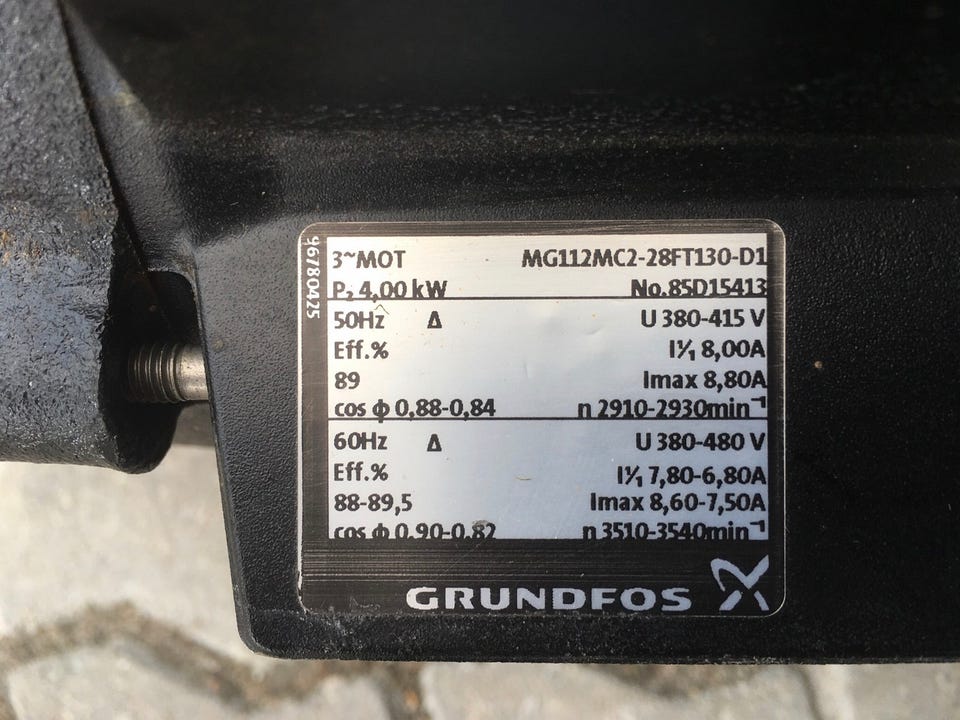 96780425
3~MOT MG112MC2-28FT130-D1
P₂ 4,00 kW No.85D15413
50Hz Δ U 380-415 V
Eff.% I1/1 8,00A
89 Imax 8,80A
cos ϕ 0,88-0,84 n 2910-2930min⁻¹
60Hz Δ U 380-480 V
Eff.% I1/1 7,80-6,80A
88-89,5 Imax 8,60-7,50A
cos ϕ 0,90-0,82 n 3510-3540min⁻¹
GRUNDFOS